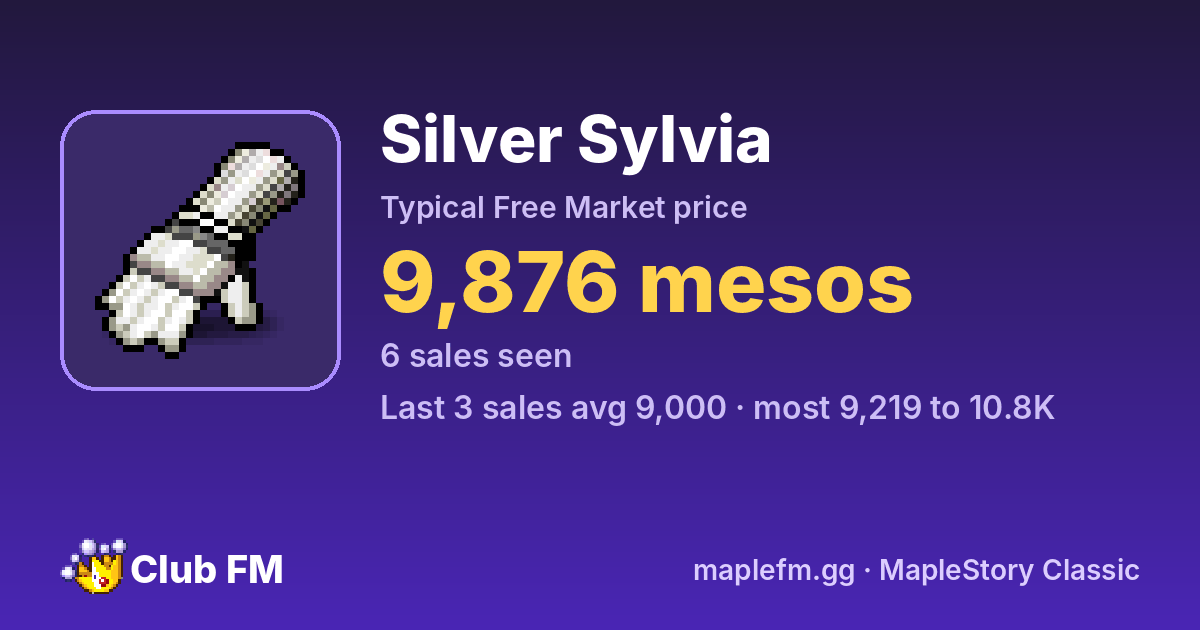 Silver Sylvia
Typical Free Market price
9,876 mesos
6 sales seen
Last 3 sales avg 9,000 · most 9,219 to 10.8K
Club FM
maplefm.gg · MapleStory Classic